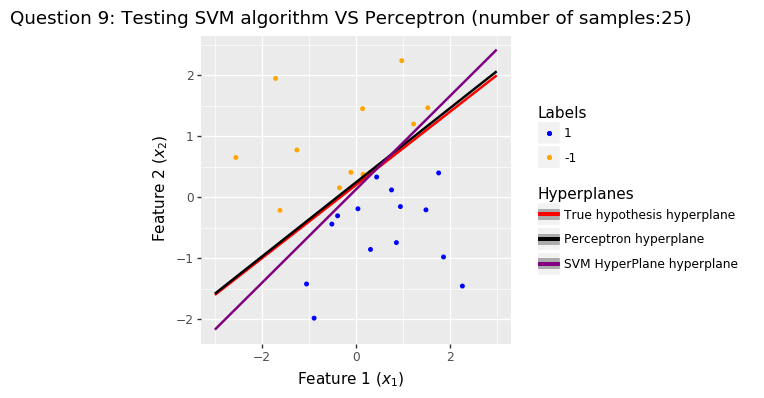 Question 9: Testing SVM algorithm VS Perceptron (number of samples:25)
2
1
0
−1
−2
Feature 2 (x₂)
−2
0
2
Feature 1 (x₁)
Labels
1
-1
Hyperplanes
True hypothesis hyperplane
Perceptron hyperplane
SVM HyperPlane hyperplane